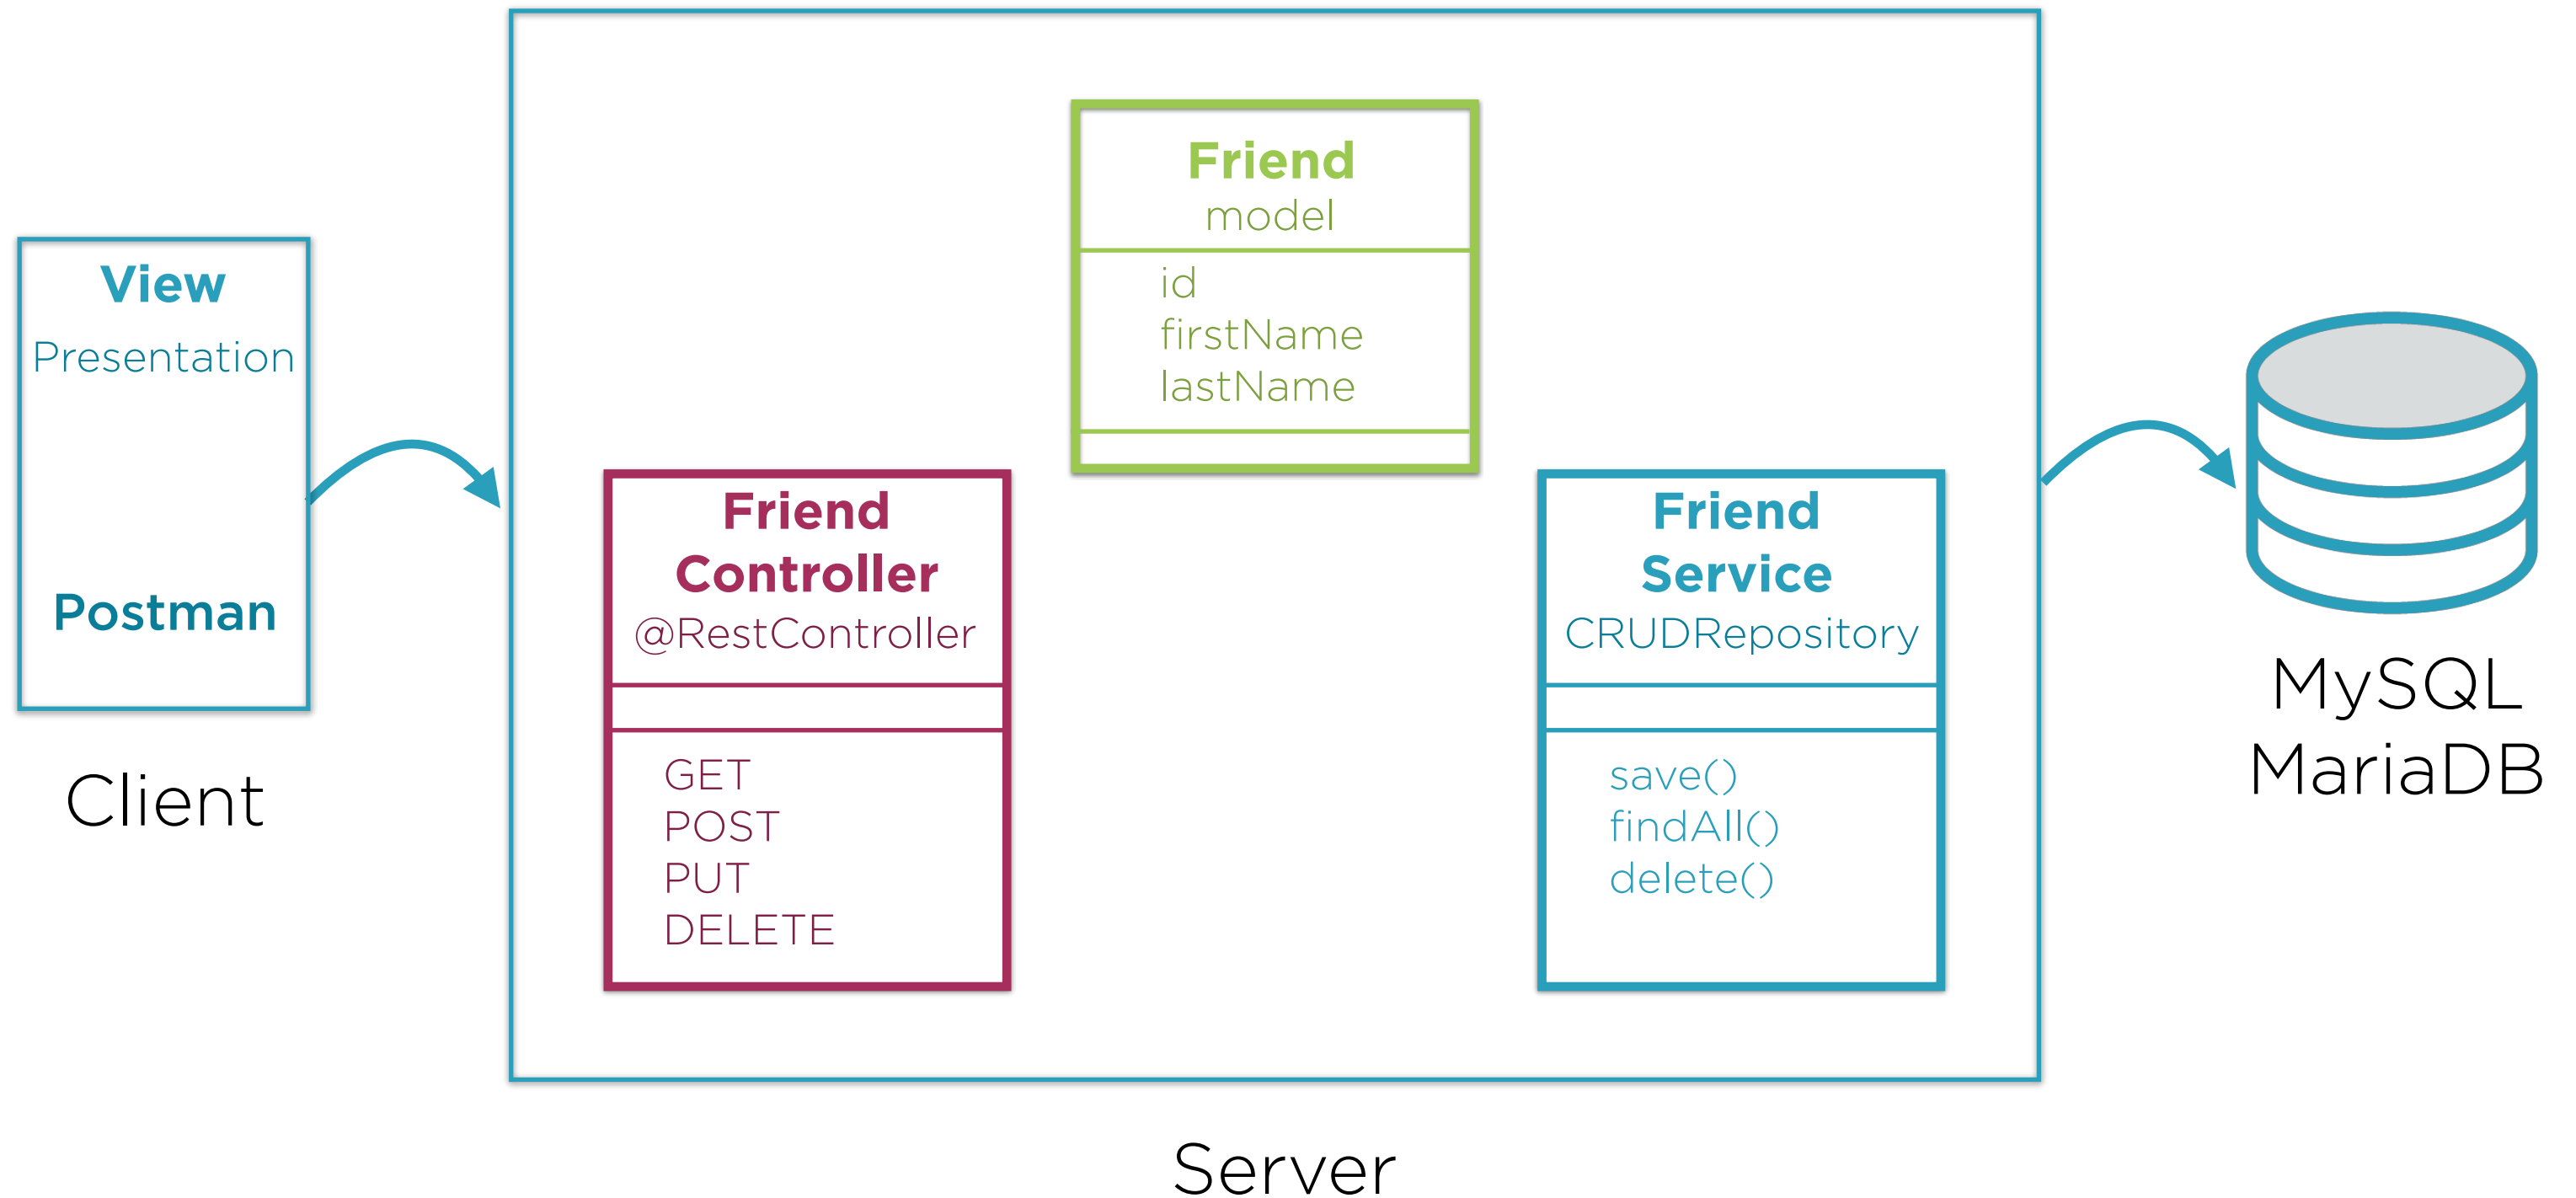 View
Presentation
Postman
Client
Friend
model
id
firstName
lastName
Friend
Controller
@RestController
GET
POST
PUT
DELETE
Friend
Service
CRUDRepository
save()
findAll()
delete()
Server
MySQL
MariaDB